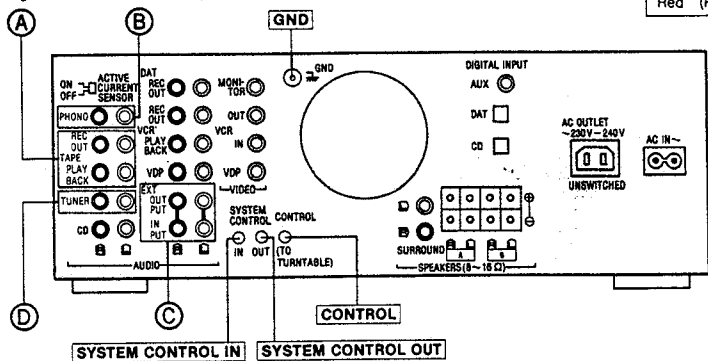 Red (
A
B
GND
ON
OFF
ACTIVE
CURRENT
SENSOR
DAT
REC
OUT
MONI-
TOR
GND
DIGITAL INPUT
AUX
PHONO
REC
OUT
OUT
DAT
REC
OUT
TAPE
PLAY
BACK
VCR
PLAY
BACK
VCR
IN
CD
AC OUTLET
~230V-240V
AC IN~
VDP
VDP
VIDEO
UNSWITCHED
TUNER
EXT
OUT
PUT
IN
PUT
CD
SYSTEM
CONTROL
IN OUT
CONTROL
(TO
TURNTABLE)
SURROUND
⊕
⊖
A B
SPEAKERS(8~16 Ω)
AUDIO
D
C
CONTROL
SYSTEM CONTROL IN
SYSTEM CONTROL OUT